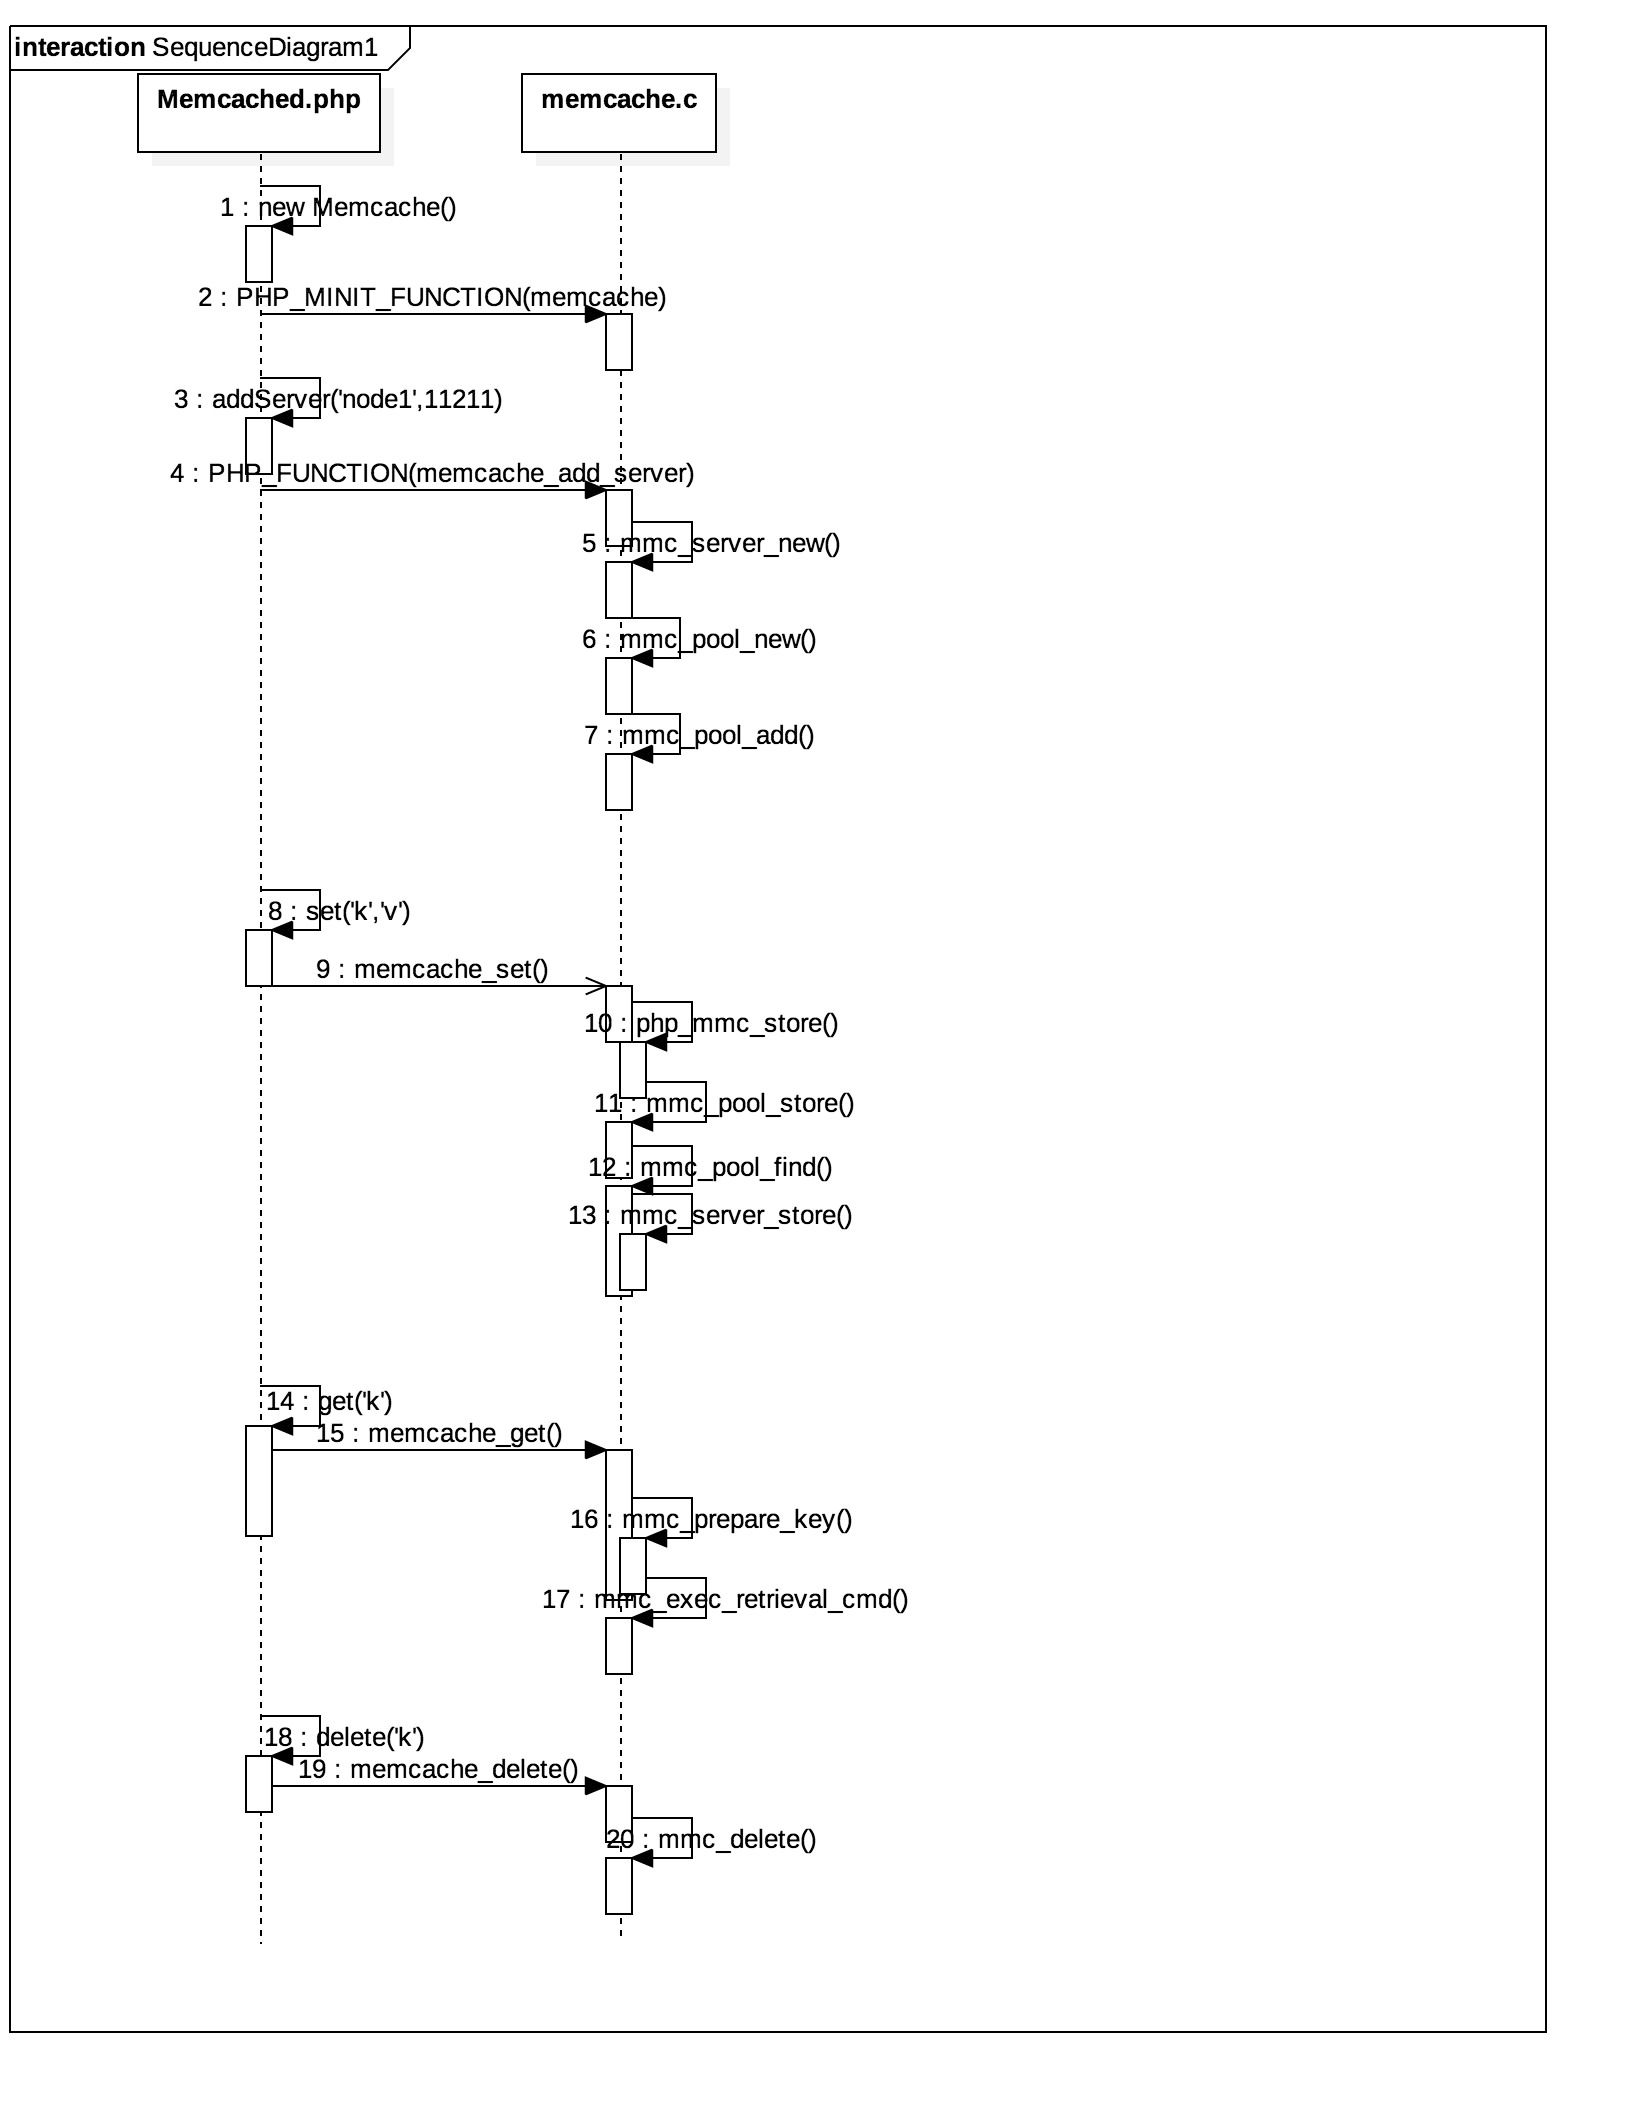 interaction SequenceDiagram1
Memcached.php
memcache.c
1 : new Memcache()
2 : PHP_MINIT_FUNCTION(memcache)
3 : addServer('node1',11211)
4 : PHP_FUNCTION(memcache_add_server)
5 : mmc_server_new()
6 : mmc_pool_new()
7 : mmc_pool_add()
8 : set('k','v')
9 : memcache_set()
10 : php_mmc_store()
11 : mmc_pool_store()
12 : mmc_pool_find()
13 : mmc_server_store()
14 : get('k')
15 : memcache_get()
16 : mmc_prepare_key()
17 : mmc_exec_retrieval_cmd()
18 : delete('k')
19 : memcache_delete()
20 : mmc_delete()